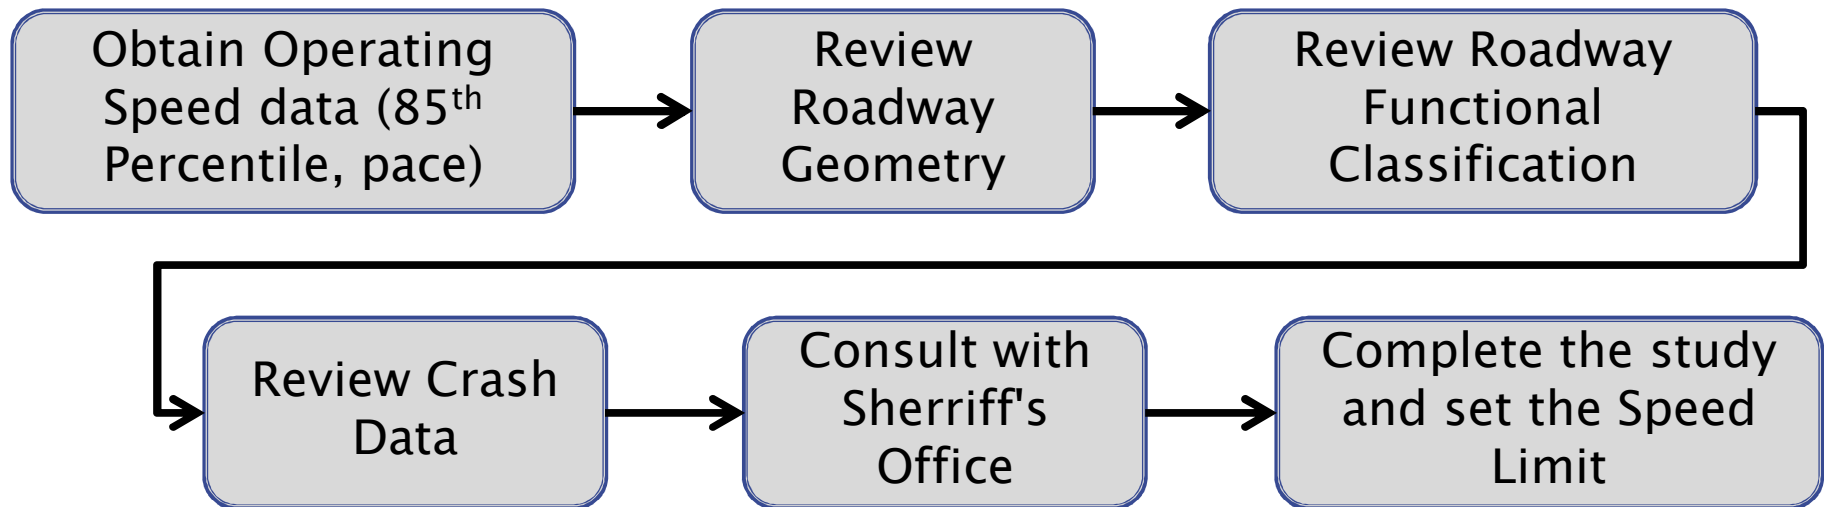 Obtain Operating
Speed data (85th
Percentile, pace)
Review
Roadway
Geometry
Review Roadway
Functional
Classification
Review Crash
Data
Consult with
Sherriff's
Office
Complete the study
and set the Speed
Limit